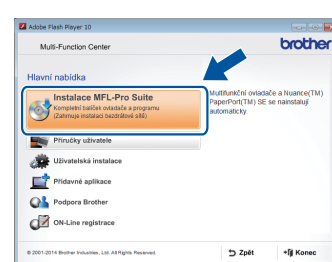 Adobe Flash Player 10
Multi-Function Center
brother
Hlavní nabídka
Instalace MFL-Pro Suite
Kompletní balíček ovladače a programu
(Zahrnuje instalaci bezdrátové sítě)
Multifunkční ovladače a Nuance(TM)
PaperPort(TM) SE se nainstalují
automaticky.
Příručky uživatele
Uživatelská instalace
Přídavné aplikace
Podpora Brother
ON-Line registrace
© 2001-2014 Brother Industries, Ltd. All Rights Reserved.
Zpět
Konec